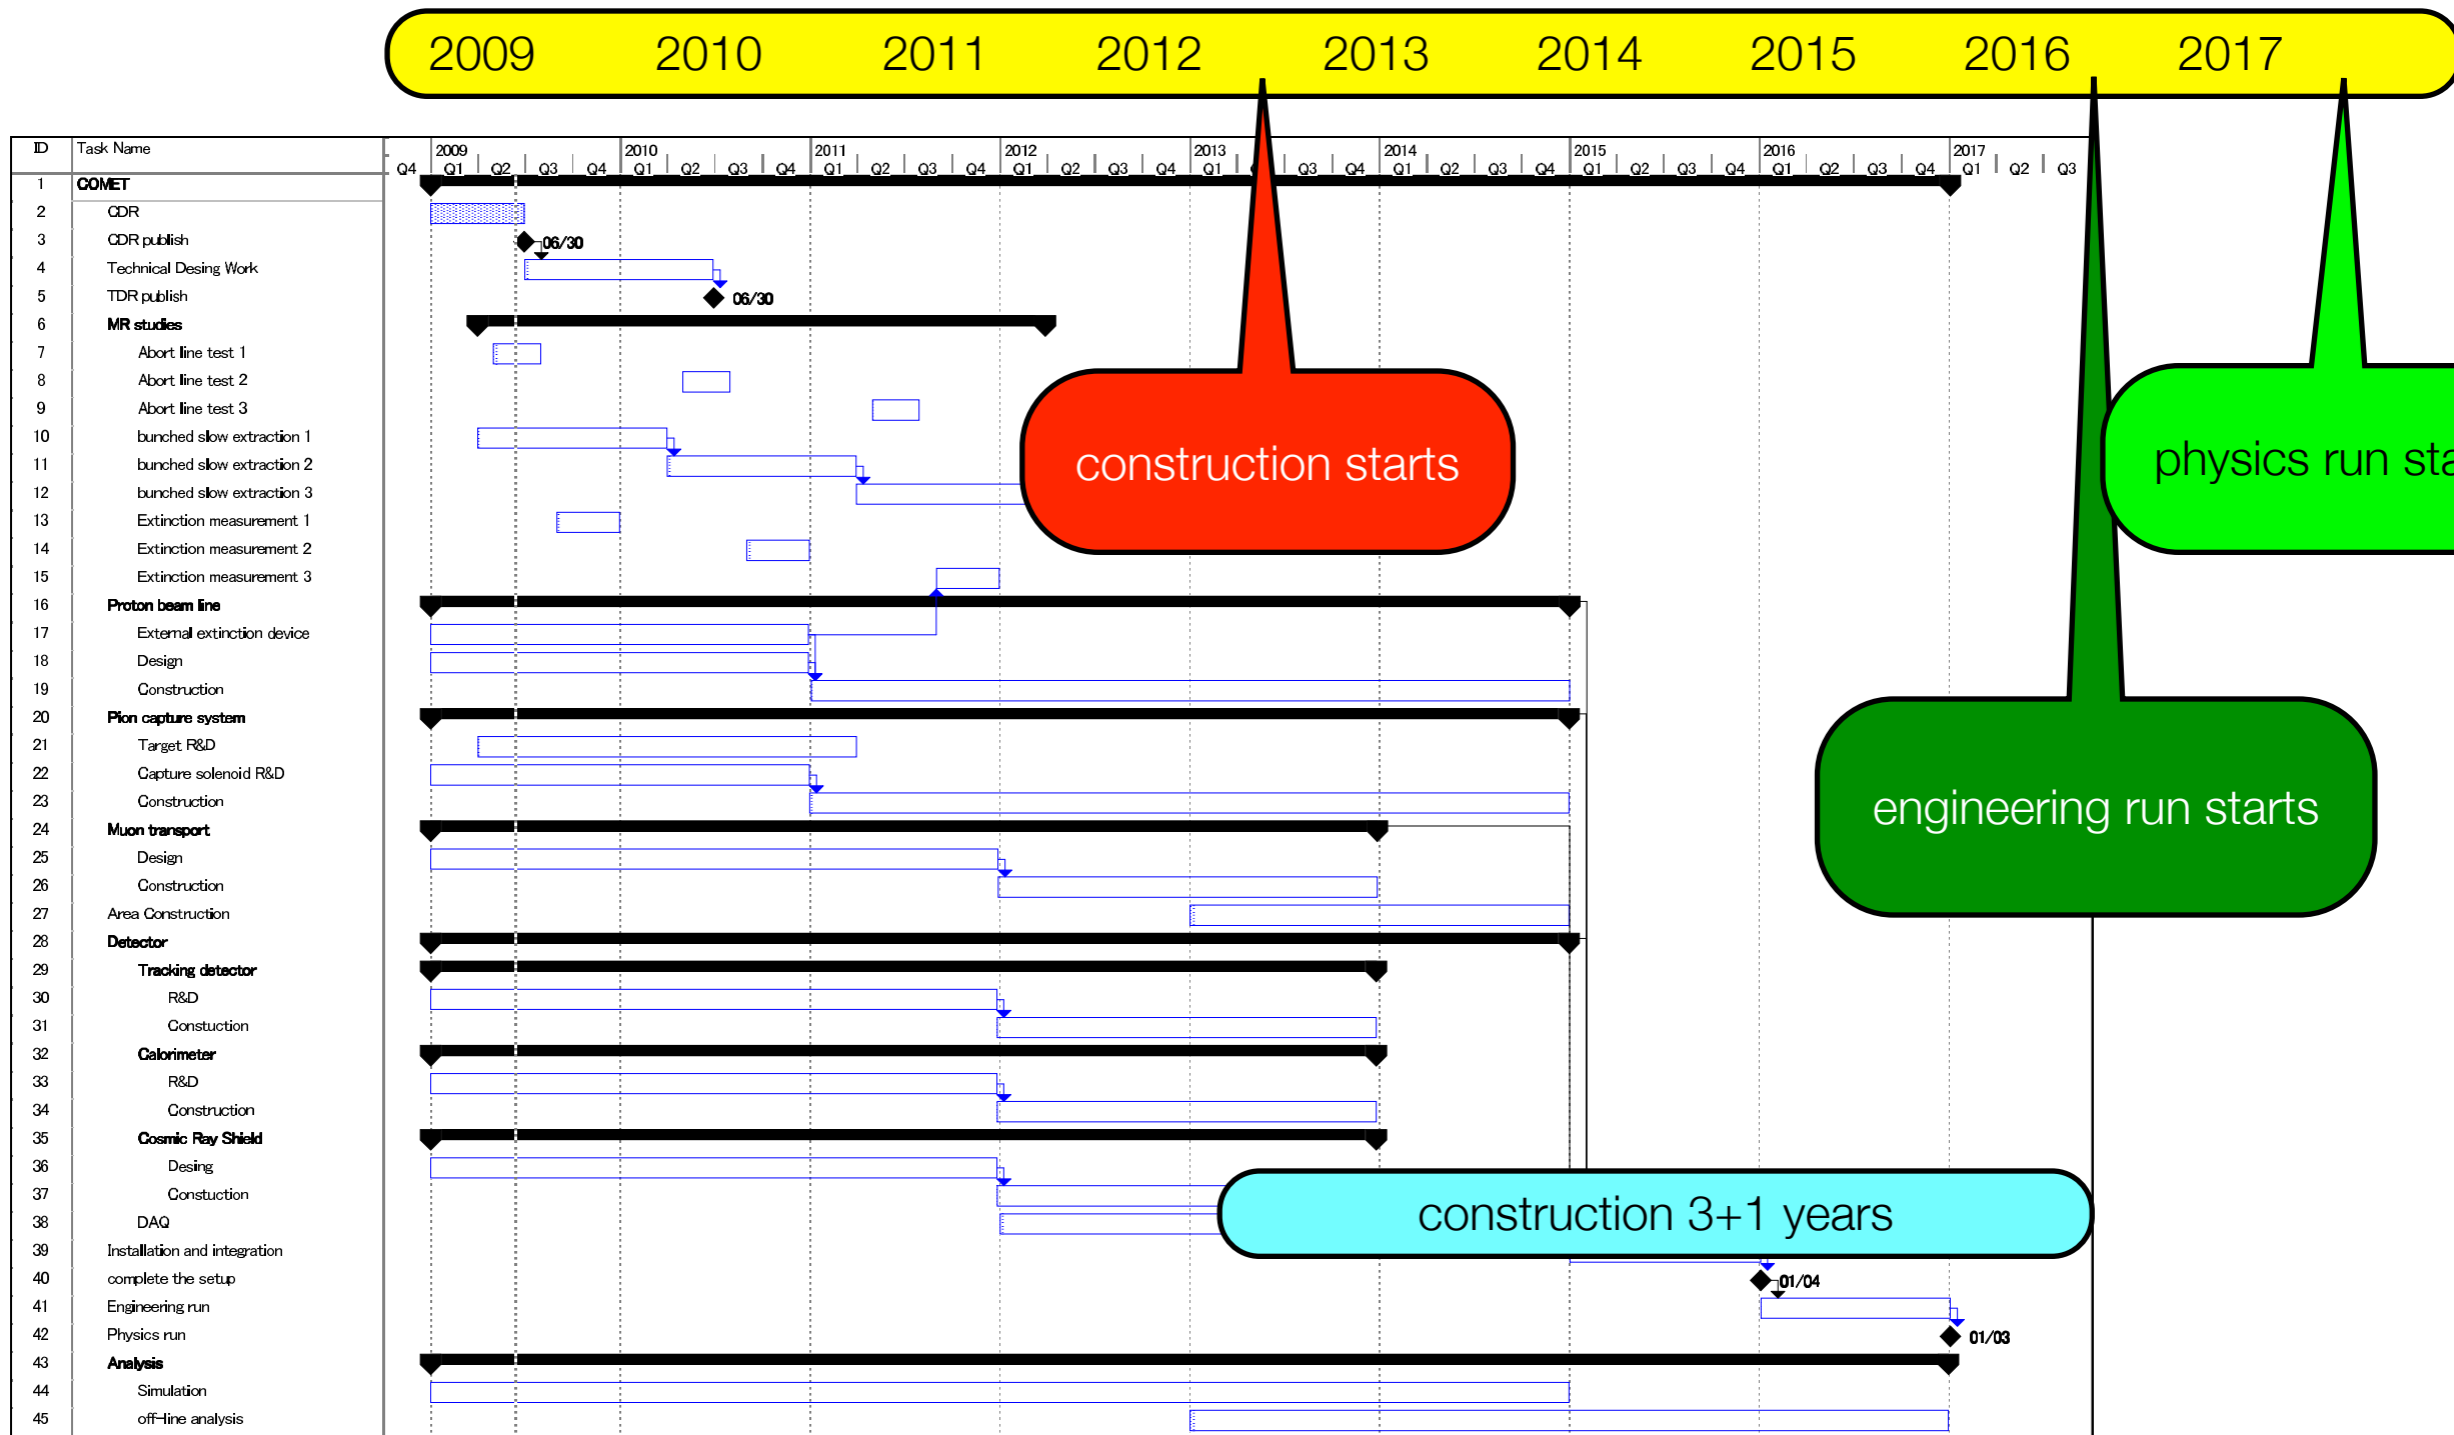 2009 2010 2011 2012 2013 2014 2015 2016 2017
ID Task Name 2009 2010 2011 2012 2013 2014 2015 2016 2017
Q4 Q1 Q2 Q3 Q4 Q1 Q2 Q3 Q4 Q1 Q2 Q3 Q4 Q1 Q2 Q3 Q4 Q1 Q3 Q4 Q1 Q2 Q3 Q4 Q1 Q2 Q3 Q4 Q1 Q2 Q3 Q4 Q1 Q2 Q3
1 COMET
2 CDR
3 CDR publish 06/30
4 Technical Desing Work
5 TDR publish 06/30
6 MR studies
7 Abort line test 1
8 Abort line test 2
9 Abort line test 3
10 bunched slow extraction 1
11 bunched slow extraction 2
12 bunched slow extraction 3
construction starts
physics run sta
13 Extinction measurement 1
14 Extinction measurement 2
15 Extinction measurement 3
16 Proton beam line
17 External extinction device
18 Design
19 Construction
20 Pion capture system
21 Target R&D
22 Capture solenoid R&D
23 Construction
engineering run starts
24 Muon transport
25 Design
26 Construction
27 Area Construction
28 Detector
29 Tracking detector
30 R&D
31 Constuction
32 Calorimeter
33 R&D
34 Construction
35 Cosmic Ray Shield
36 Desing
37 Constuction
38 DAQ
construction 3+1 years
39 Installation and integration
40 complete the setup 01/04
41 Engineering run
42 Physics run 01/03
43 Analysis
44 Simulation
45 off-line analysis